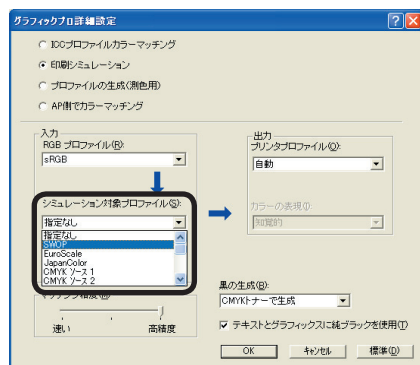 グラフィックプロ詳細設定
ICCプロファイルカラーマッチング
印刷シミュレーション
プロファイルの生成(測色用)
AP側でカラーマッチング
入力
RGB プロファイル(R):
sRGB
シミュレーション対象プロファイル(S):
指定なし
指定なし
SWOP
EuroScale
JapanColor
CMYK ソース 1
CMYK ソース 2
速い 高精度
出力
プリンタプロファイル(O):
自動
カラーの表現(I):
知覚的
黒の生成(B):
CMYKトナーで生成
テキストとグラフィックスに純ブラックを使用(T)
OK キャンセル 標準(D)